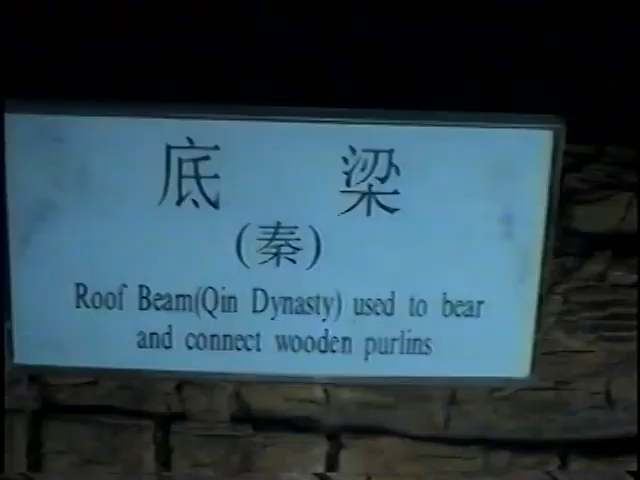 底 梁
(秦)
Roof Beam(Qin Dynasty) used to bear
and connect wooden purlins